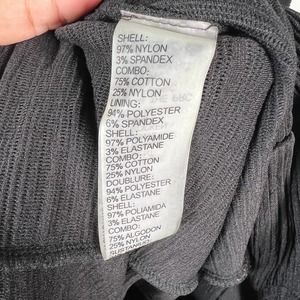 SHELL:
97% NYLON
3% SPANDEX
COMBO:
75% COTTON
25% NYLON
LINING:
94% POLYESTER
6% SPANDEX
SHELL:
97% POLYAMIDE
3% ELASTANE
COMBO:
75% COTTON
25% NYLON
DOUBLURE:
94% POLYESTER
6% ELASTANE
SHELL:
97% POLIAMIDA
3% ELASTANE
COMBO:
75% ALGODON
25% NYLON